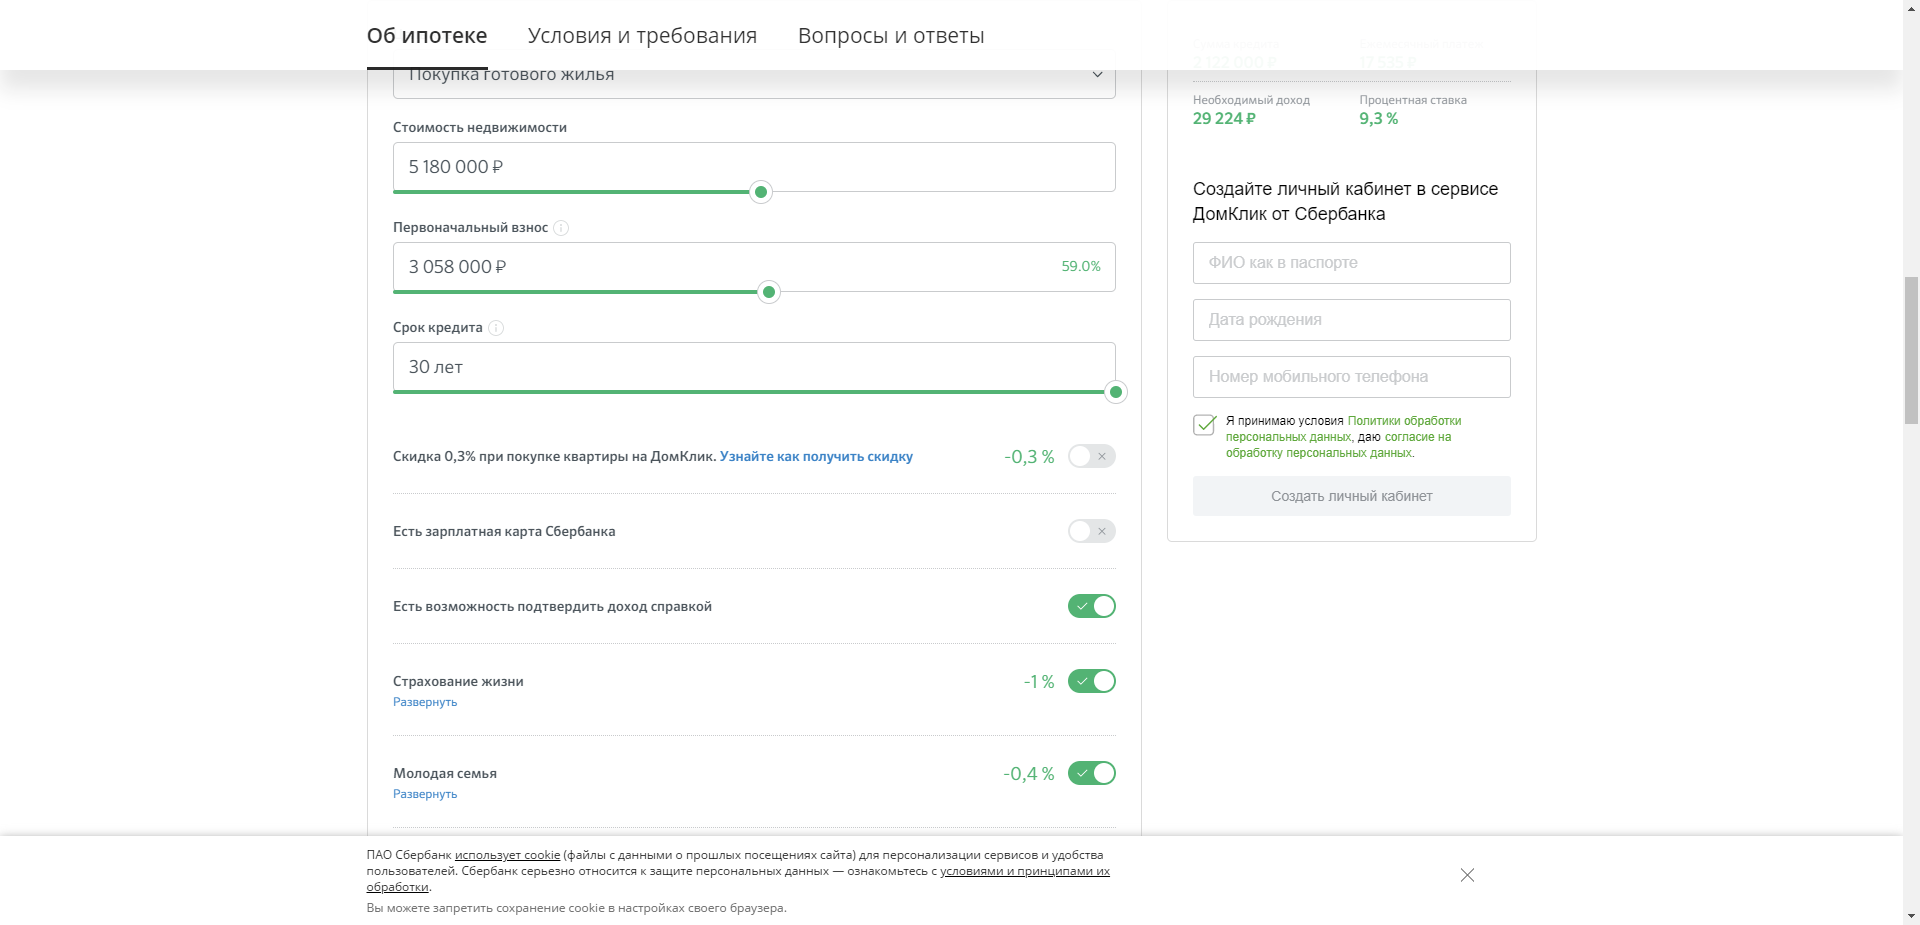 Об ипотеке
Условия и требования
Вопросы и ответы
Покупка готового жилья
Стоимость недвижимости
5 180 000 ₽
Первоначальный взнос
3 058 000 ₽
59.0%
Срок кредита
30 лет
Скидка 0,3% при покупке квартиры на ДомКлик. Узнайте как получить скидку
-0,3 %
Есть зарплатная карта Сбербанка
Есть возможность подтвердить доход справкой
Страхование жизни
-1 %
Развернуть
Молодая семья
-0,4 %
Развернуть
2 122 000 ₽
17 535 ₽
Необходимый доход
Процентная ставка
29 224 ₽
9,3 %
Создайте личный кабинет в сервисе
ДомКлик от Сбербанка
ФИО как в паспорте
Дата рождения
Номер мобильного телефона
Я принимаю условия Политики обработки
персональных данных, даю согласие на
обработку персональных данных.
Создать личный кабинет
ПАО Сбербанк использует cookie (файлы с данными о прошлых посещениях сайта) для персонализации сервисов и удобства
пользователей. Сбербанк серьезно относится к защите персональных данных — ознакомьтесь с условиями и принципами их
обработки.
Вы можете запретить сохранение cookie в настройках своего браузера.